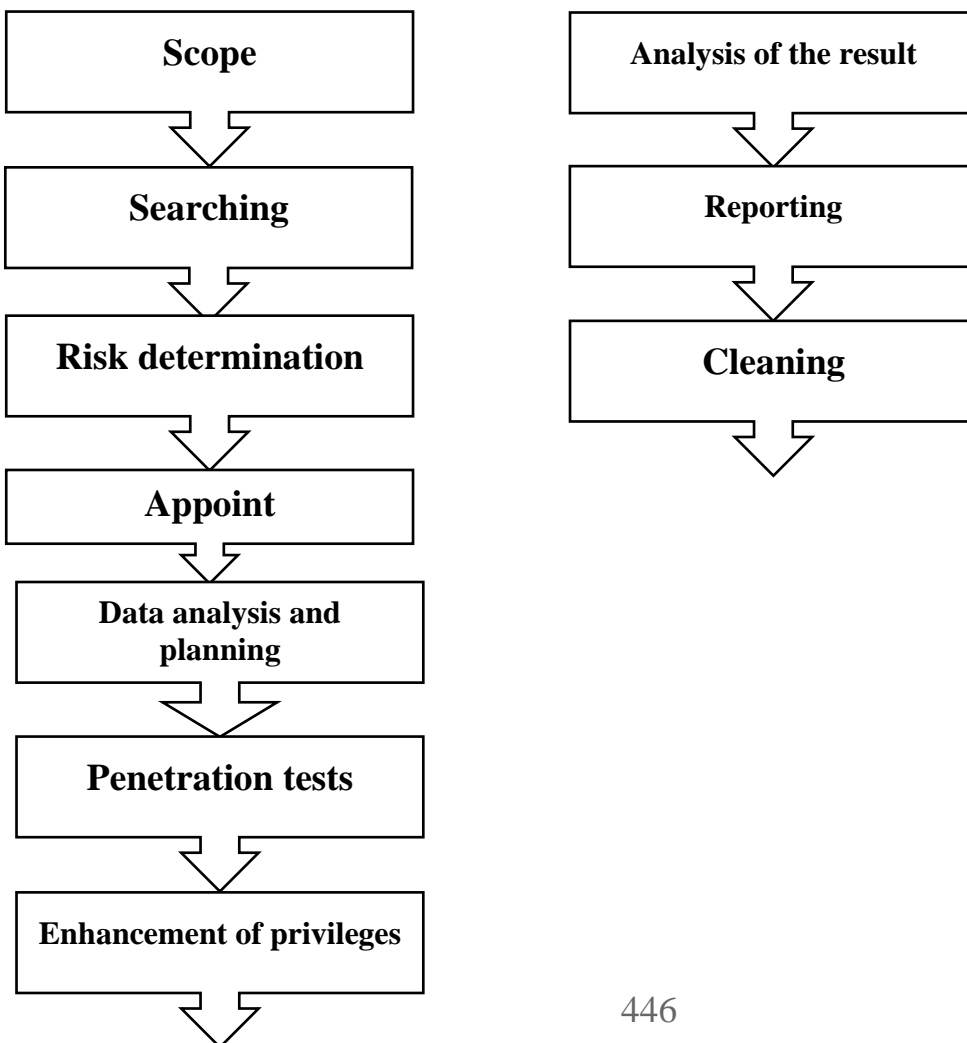 Scope
Searching
Risk determination
Appoint
Data analysis and
planning
Penetration tests
Enhancement of privileges
Analysis of the result
Reporting
Cleaning
446